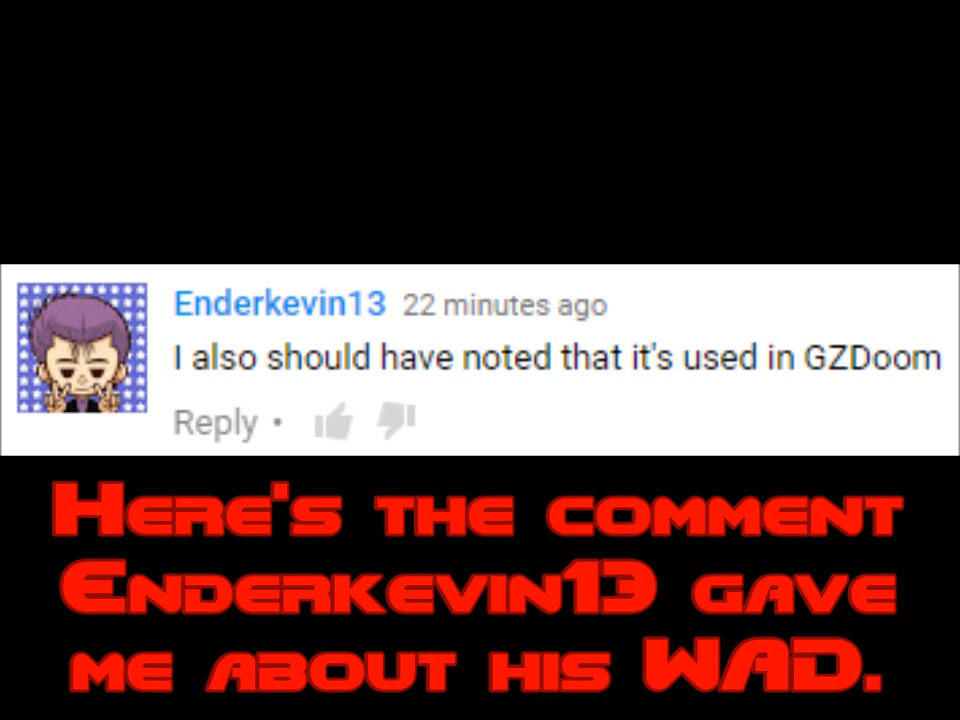 Enderkevin13 22 minutes ago
I also should have noted that it's used in GZDoom
Reply •
Here's the comment
Enderkevin13 gave
me about his WAD.